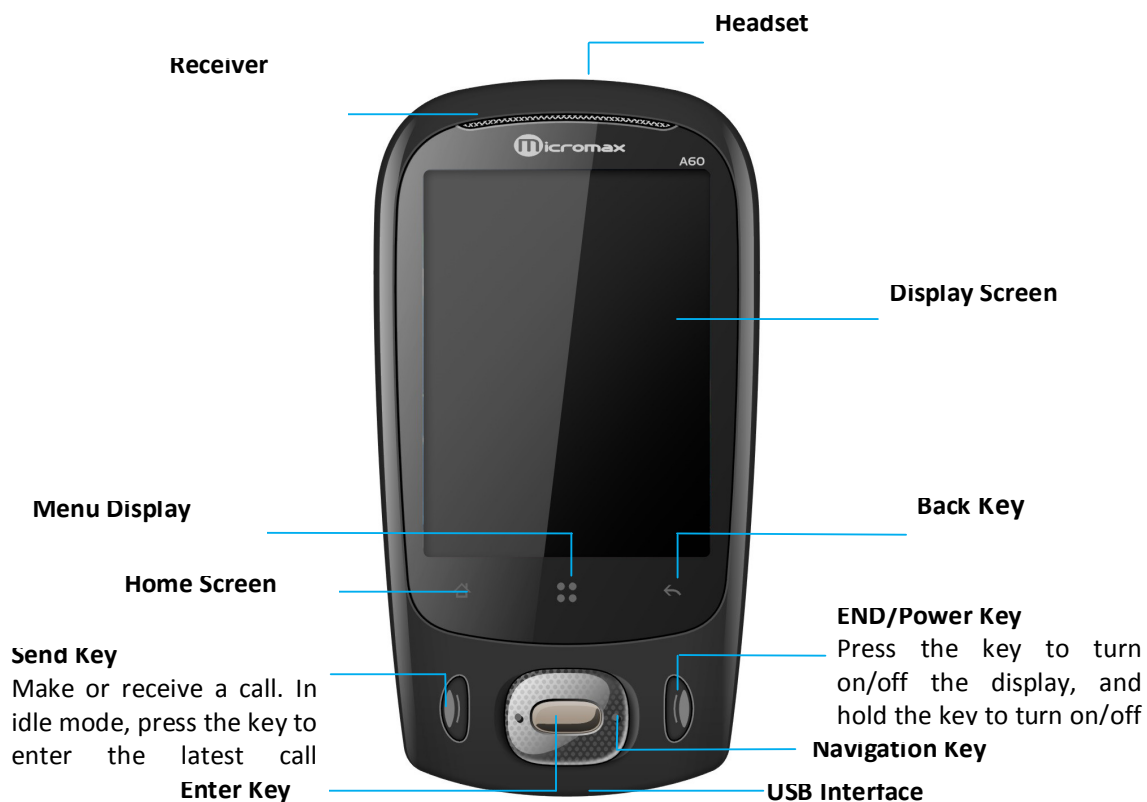 Headset
Receiver
Micromax
A60
Display Screen
Menu Display
Back Key
Home Screen
END/Power Key
Press the key to turn
on/off the display, and
hold the key to turn on/off
Send Key
Make or receive a call. In
idle mode, press the key to
enter the latest call
Navigation Key
Enter Key
USB Interface